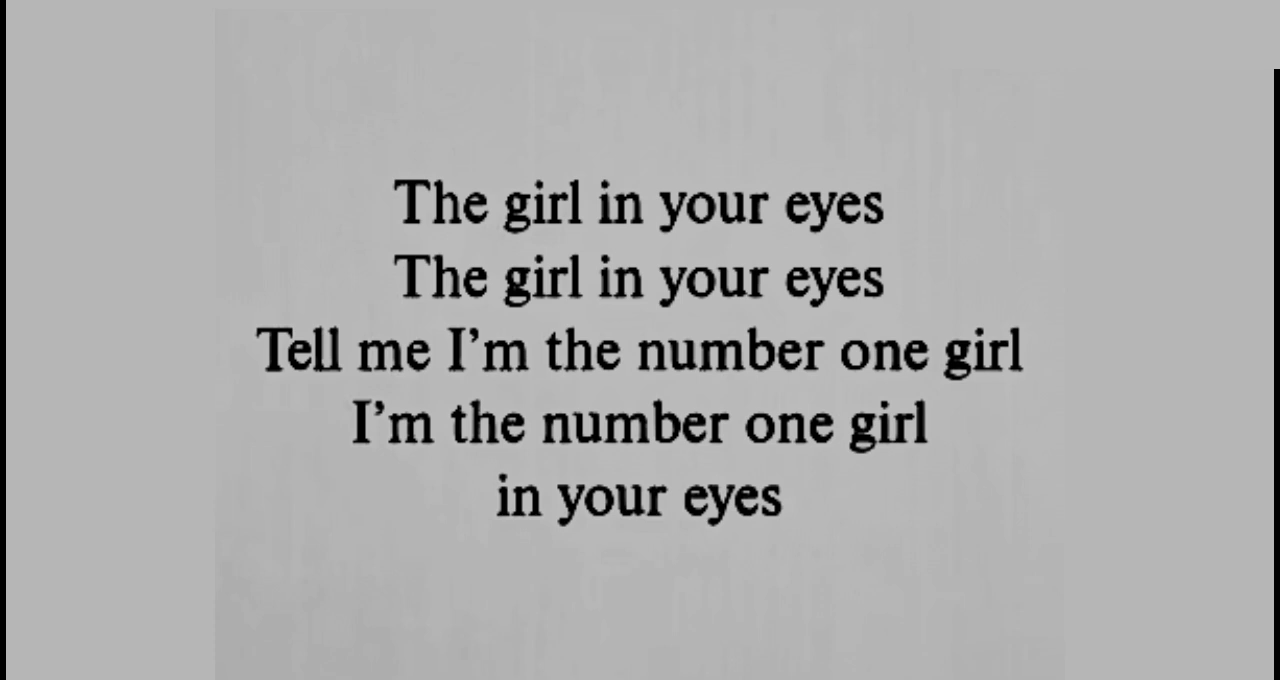 The girl in your eyes
The girl in your eyes
Tell me I’m the number one girl
I’m the number one girl
in your eyes